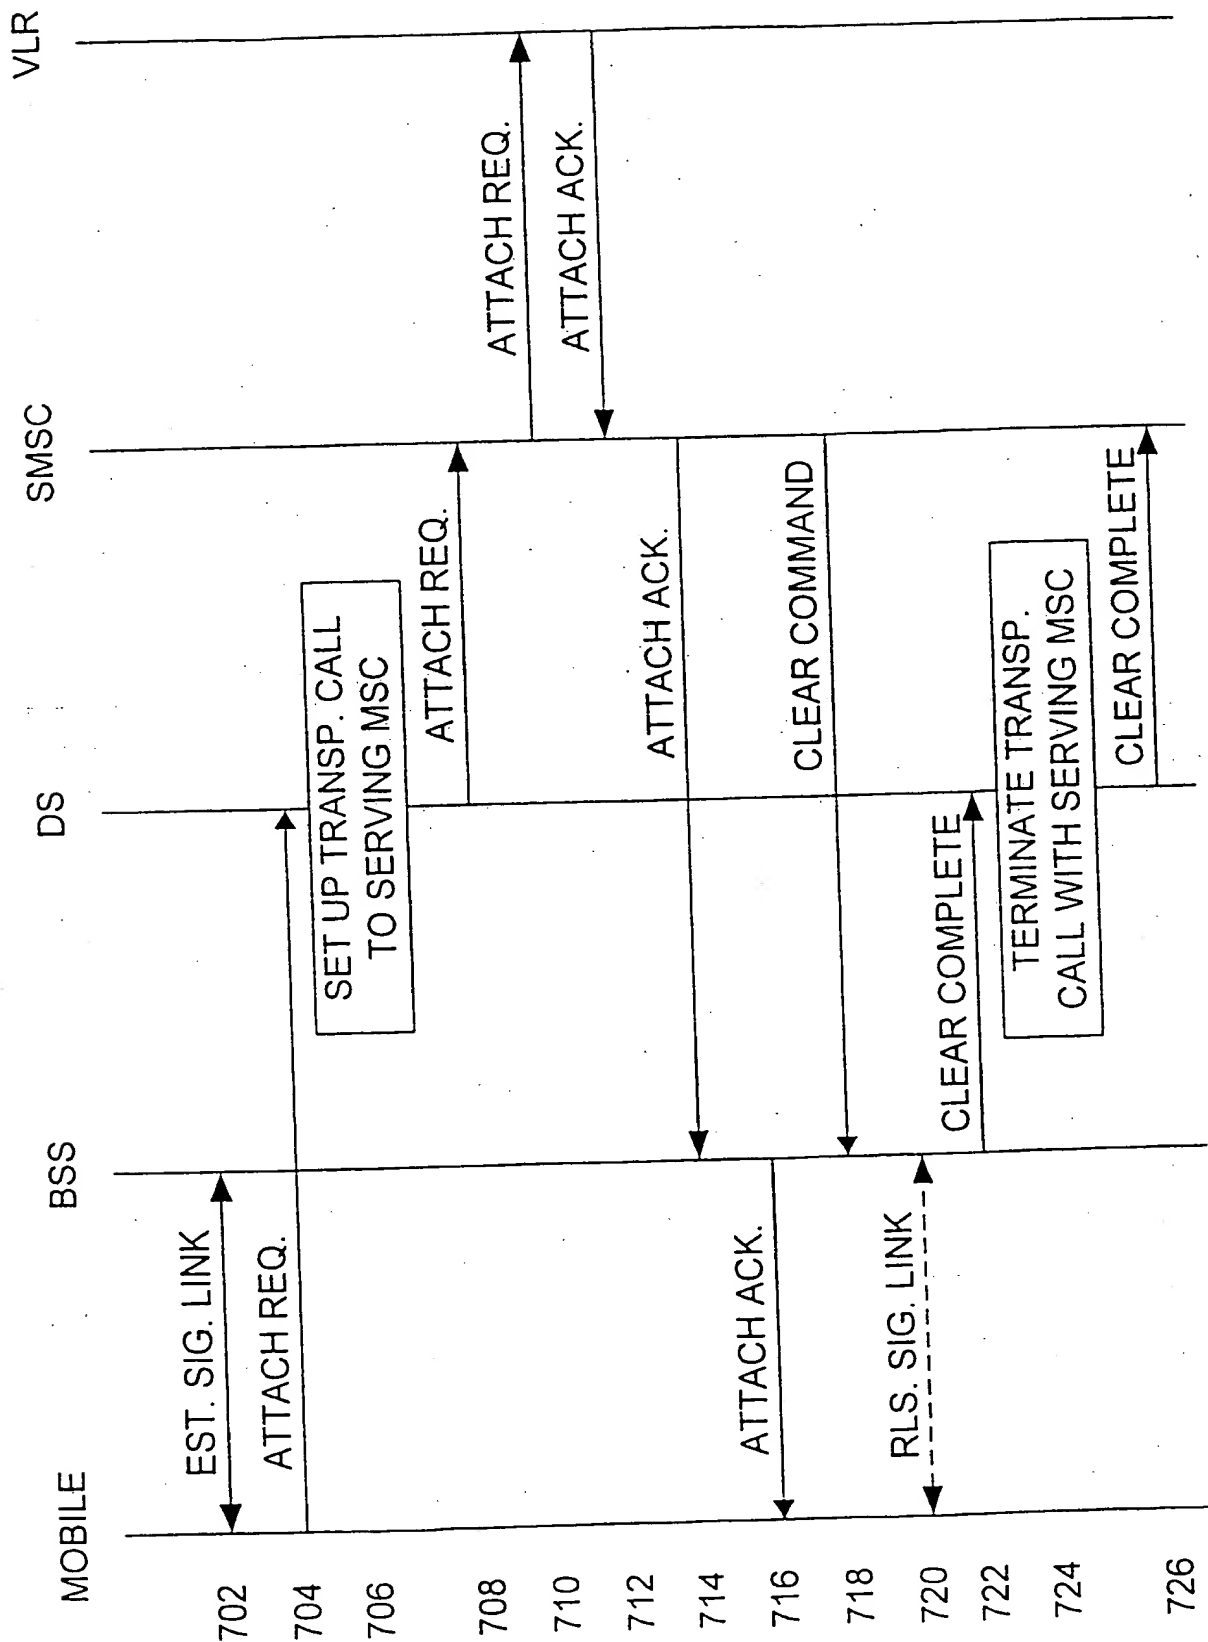 MOBILE
BSS
DS
SMSC
VLR
702
EST. SIG. LINK
704
ATTACH REQ.
706
SET UP TRANSP. CALL
TO SERVING MSC
708
ATTACH REQ.
710
ATTACH REQ.
712
ATTACH ACK.
714
ATTACH ACK.
716
ATTACH ACK.
718
CLEAR COMMAND
720
RLS. SIG. LINK
722
CLEAR COMPLETE
724
TERMINATE TRANSP.
CALL WITH SERVING MSC
726
CLEAR COMPLETE